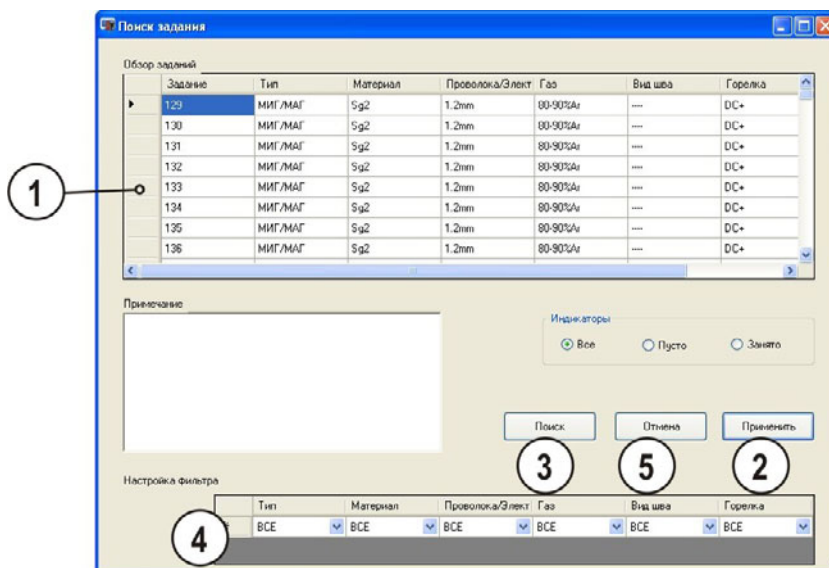 Поиск задания
Обзор заданий
Задание Тип Материал Проволока/Элект Газ Вид шва Горелка
129 МИГ/МАГ Sg2 1.2mm 80-90%Ar ---- DC+
130 МИГ/МАГ Sg2 1.2mm 80-90%Ar ---- DC+
131 МИГ/МАГ Sg2 1.2mm 80-90%Ar ---- DC+
132 МИГ/МАГ Sg2 1.2mm 80-90%Ar ---- DC+
1 133 МИГ/МАГ Sg2 1.2mm 80-90%Ar ---- DC+
134 МИГ/МАГ Sg2 1.2mm 80-90%Ar ---- DC+
135 МИГ/МАГ Sg2 1.2mm 80-90%Ar ---- DC+
136 МИГ/МАГ Sg2 1.2mm 80-90%Ar ---- DC+
Примечание
Индикаторы
Все Пусто Занято
Поиск Отмена Применить
3 5 2
Настройка фильтра
Тип Материал Проволока/Элект Газ Вид шва Горелка
4 ВСЕ ВСЕ ВСЕ ВСЕ ВСЕ ВСЕ